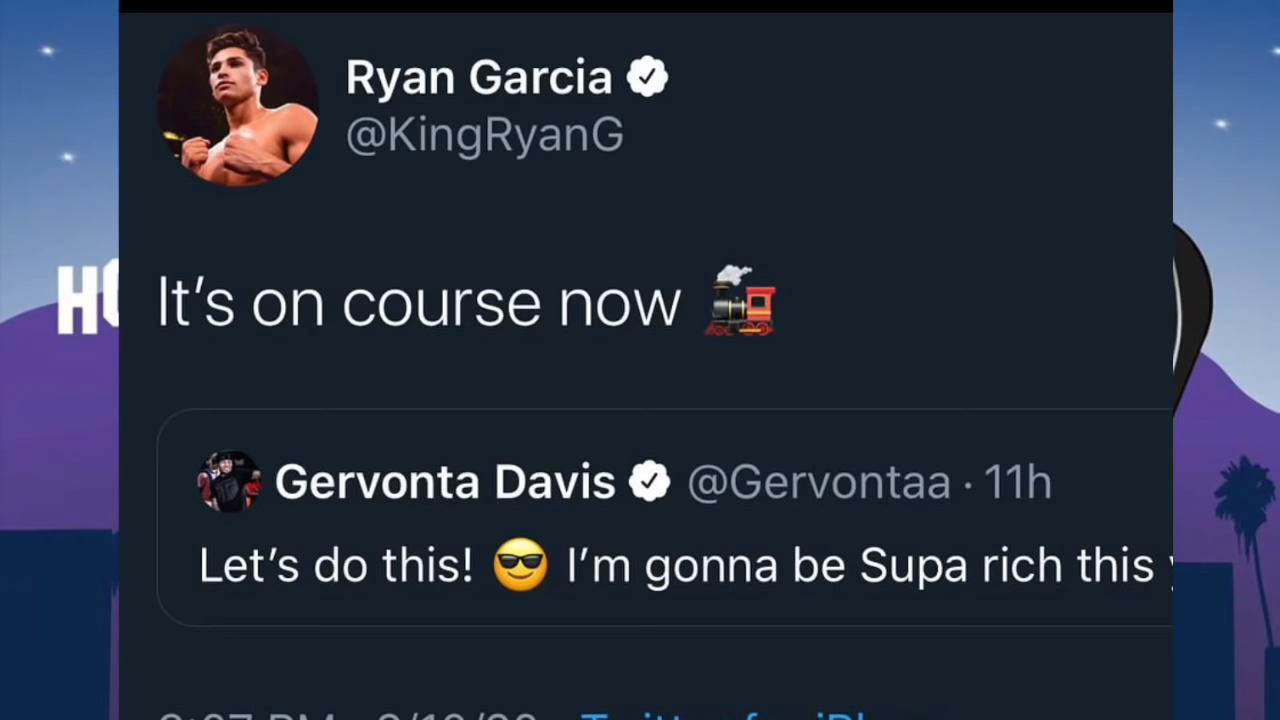 Ryan Garcia
@KingRyanG
It's on course now 🚂
Gervonta Davis @Gervontaa · 11h
Let's do this! 😎 I'm gonna be Supa rich this